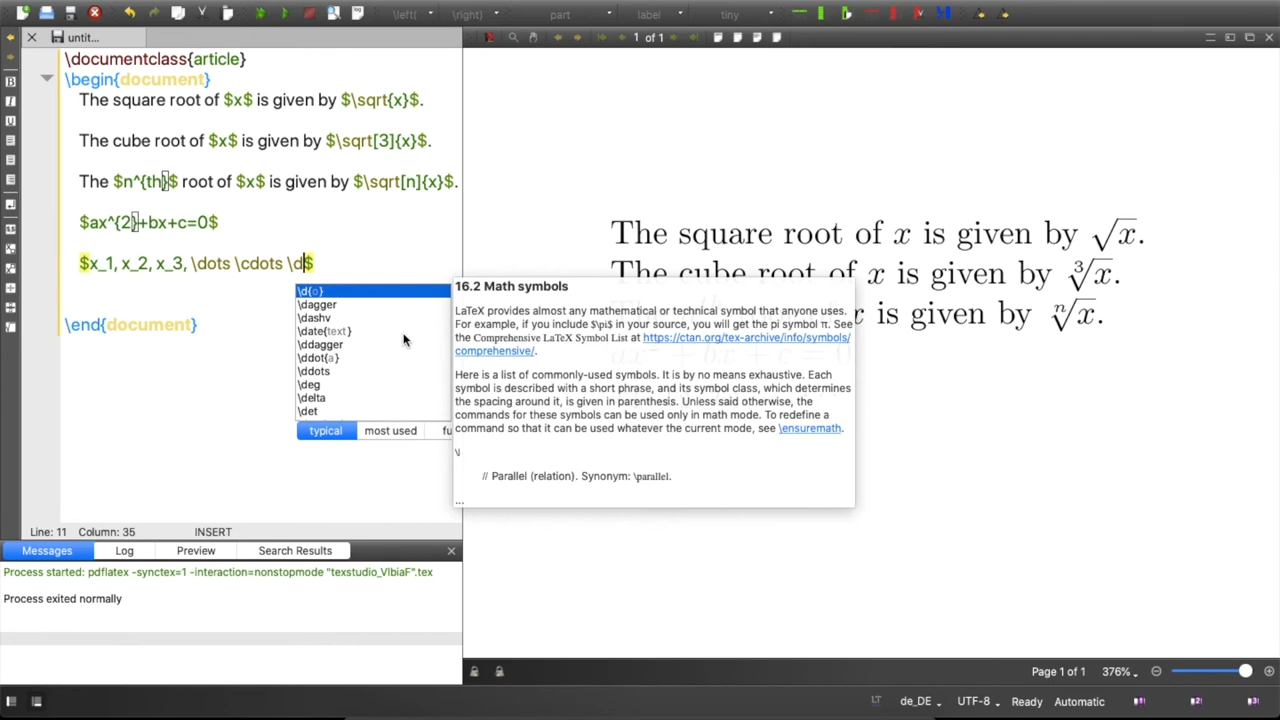 \left(
\right)
part
label
tiny
untit...
1 of 1
\documentclass{article}
\begin{document}
The square root of $x$ is given by $\sqrt{x}$.
The cube root of $x$ is given by $\sqrt[3]{x}$.
The $n^{th}$ root of $x$ is given by $\sqrt[n]{x}$.
$ax^{2}+bx+c=0$
$x_1, x_2, x_3, \dots \cdots \d$
\end{document}
\d{o}
\dagger
\dashv
\date{text}
\ddagger
\ddot{a}
\ddots
\deg
\delta
\det
typical
most used
fu
16.2 Math symbols
LaTeX provides almost any mathematical or technical symbol that anyone uses.
For example, if you include $\pi$ in your source, you will get the pi symbol π. See
the Comprehensive LaTeX Symbol List at https://ctan.org/tex-archive/info/symbols/
comprehensive/.
Here is a list of commonly-used symbols. It is by no means exhaustive. Each
symbol is described with a short phrase, and its symbol class, which determines
the spacing around it, is given in parenthesis. Unless said otherwise, the
commands for these symbols can be used only in math mode. To redefine a
command so that it can be used whatever the current mode, see \ensuremath.
\|
// Parallel (relation). Synonym: \parallel.
...
The square root of x is given by √x.
The cube root of x is given by ∛x.
x is given by ⁿ√x.
Line: 11 Column: 35 INSERT
Messages Log Preview Search Results
Process started: pdflatex -synctex=1 -interaction=nonstopmode "texstudio_VlbiaF".tex
Process exited normally
Page 1 of 1 376%
LT de_DE UTF-8 Ready Automatic